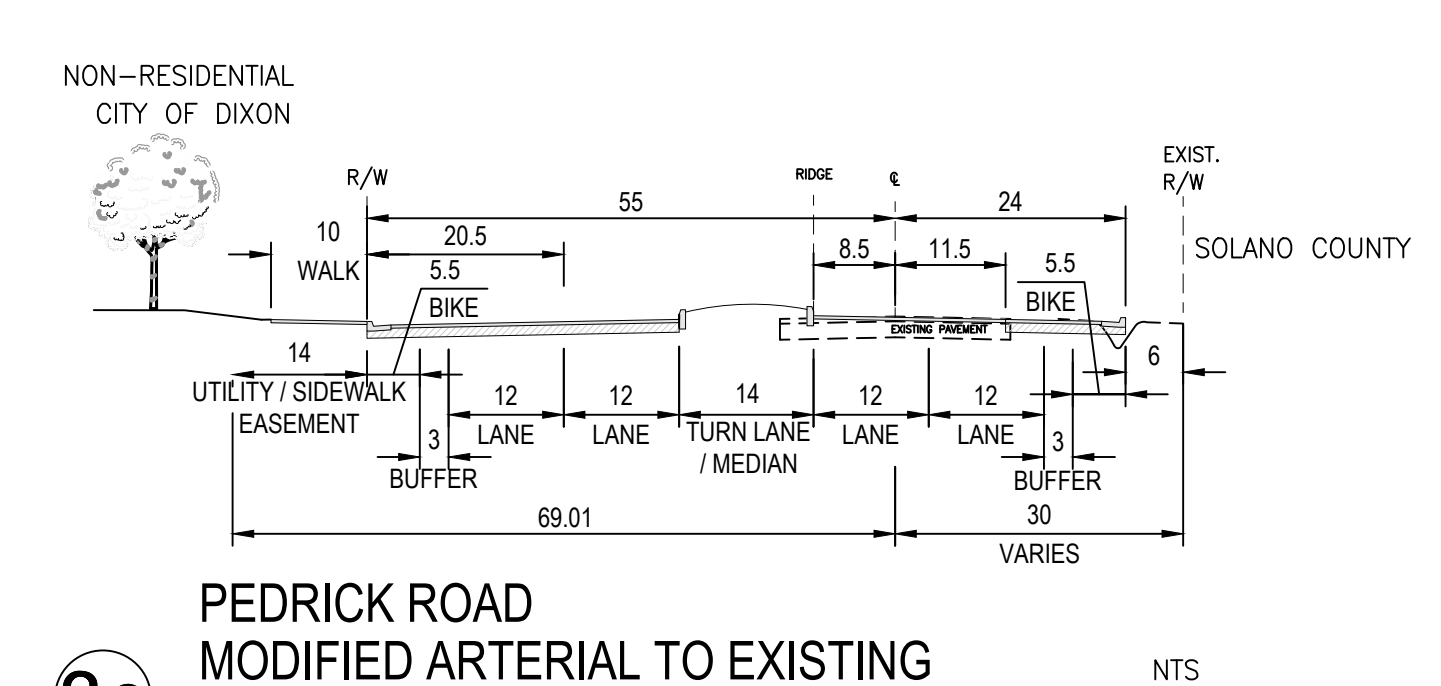 NON-RESIDENTIAL
CITY OF DIXON
R/W
RIDGE
℄
EXIST.
R/W
55
24
10
WALK
20.5
5.5
BIKE
8.5
11.5
5.5
BIKE
SOLANO COUNTY
EXISTING PAVEMENT
14
UTILITY / SIDEWALK
EASEMENT
3
BUFFER
12
LANE
12
LANE
14
TURN LANE
/ MEDIAN
12
LANE
12
LANE
3
BUFFER
6
69.01
30
VARIES
PEDRICK ROAD
MODIFIED ARTERIAL TO EXISTING
NTS